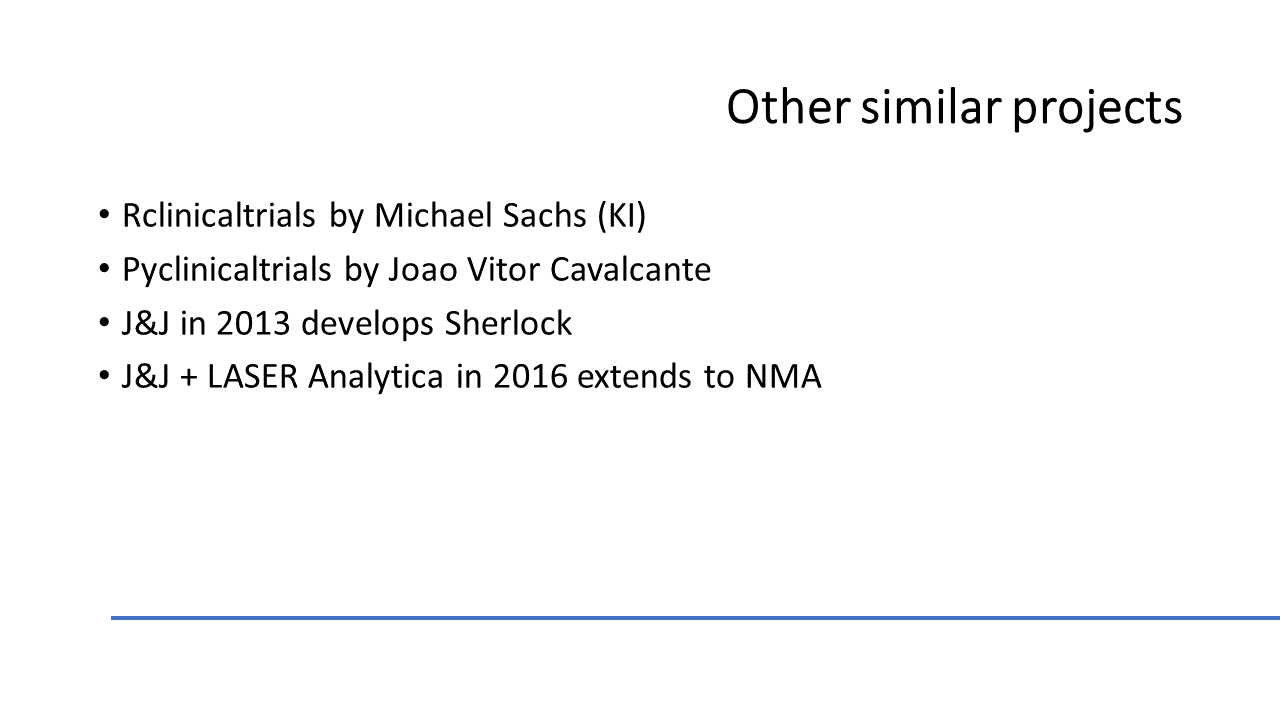 Other similar projects
• Rclinicaltrials by Michael Sachs (KI)
• Pyclinicaltrials by Joao Vitor Cavalcante
• J&J in 2013 develops Sherlock
• J&J + LASER Analytica in 2016 extends to NMA